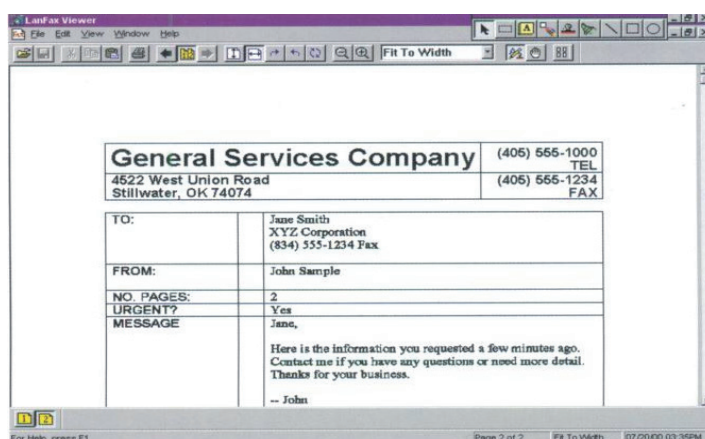 LanFax Viewer
File Edit View Window Help
Fit To Width
General Services Company
(405) 555-1000
TEL
4522 West Union Road
Stillwater, OK 74074
(405) 555-1234
FAX
TO:
Jane Smith
XYZ Corporation
(834) 555-1234 Fax
FROM:
John Sample
NO. PAGES:
2
URGENT?
Yes
MESSAGE
Jane,
Here is the information you requested a few minutes ago.
Contact me if you have any questions or need more detail.
Thanks for your business.
-- John
1 2
For Help, press F1
Page 2 of 2
Fit To Width
07/20/00 03:35PM